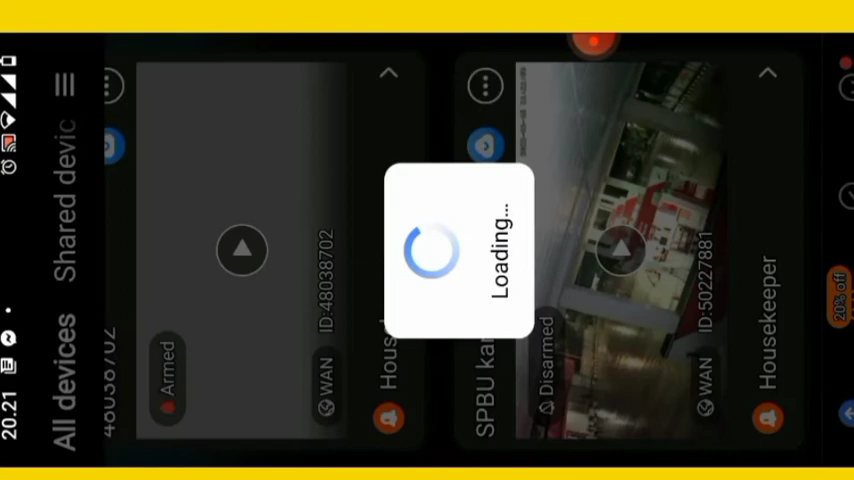 20.21
All devices
Shared devic
48038702
Armed
WAN
ID:48038702
Loading...
SPBU
Disarmed
WAN
ID:50227881
Housekeeper
20% off